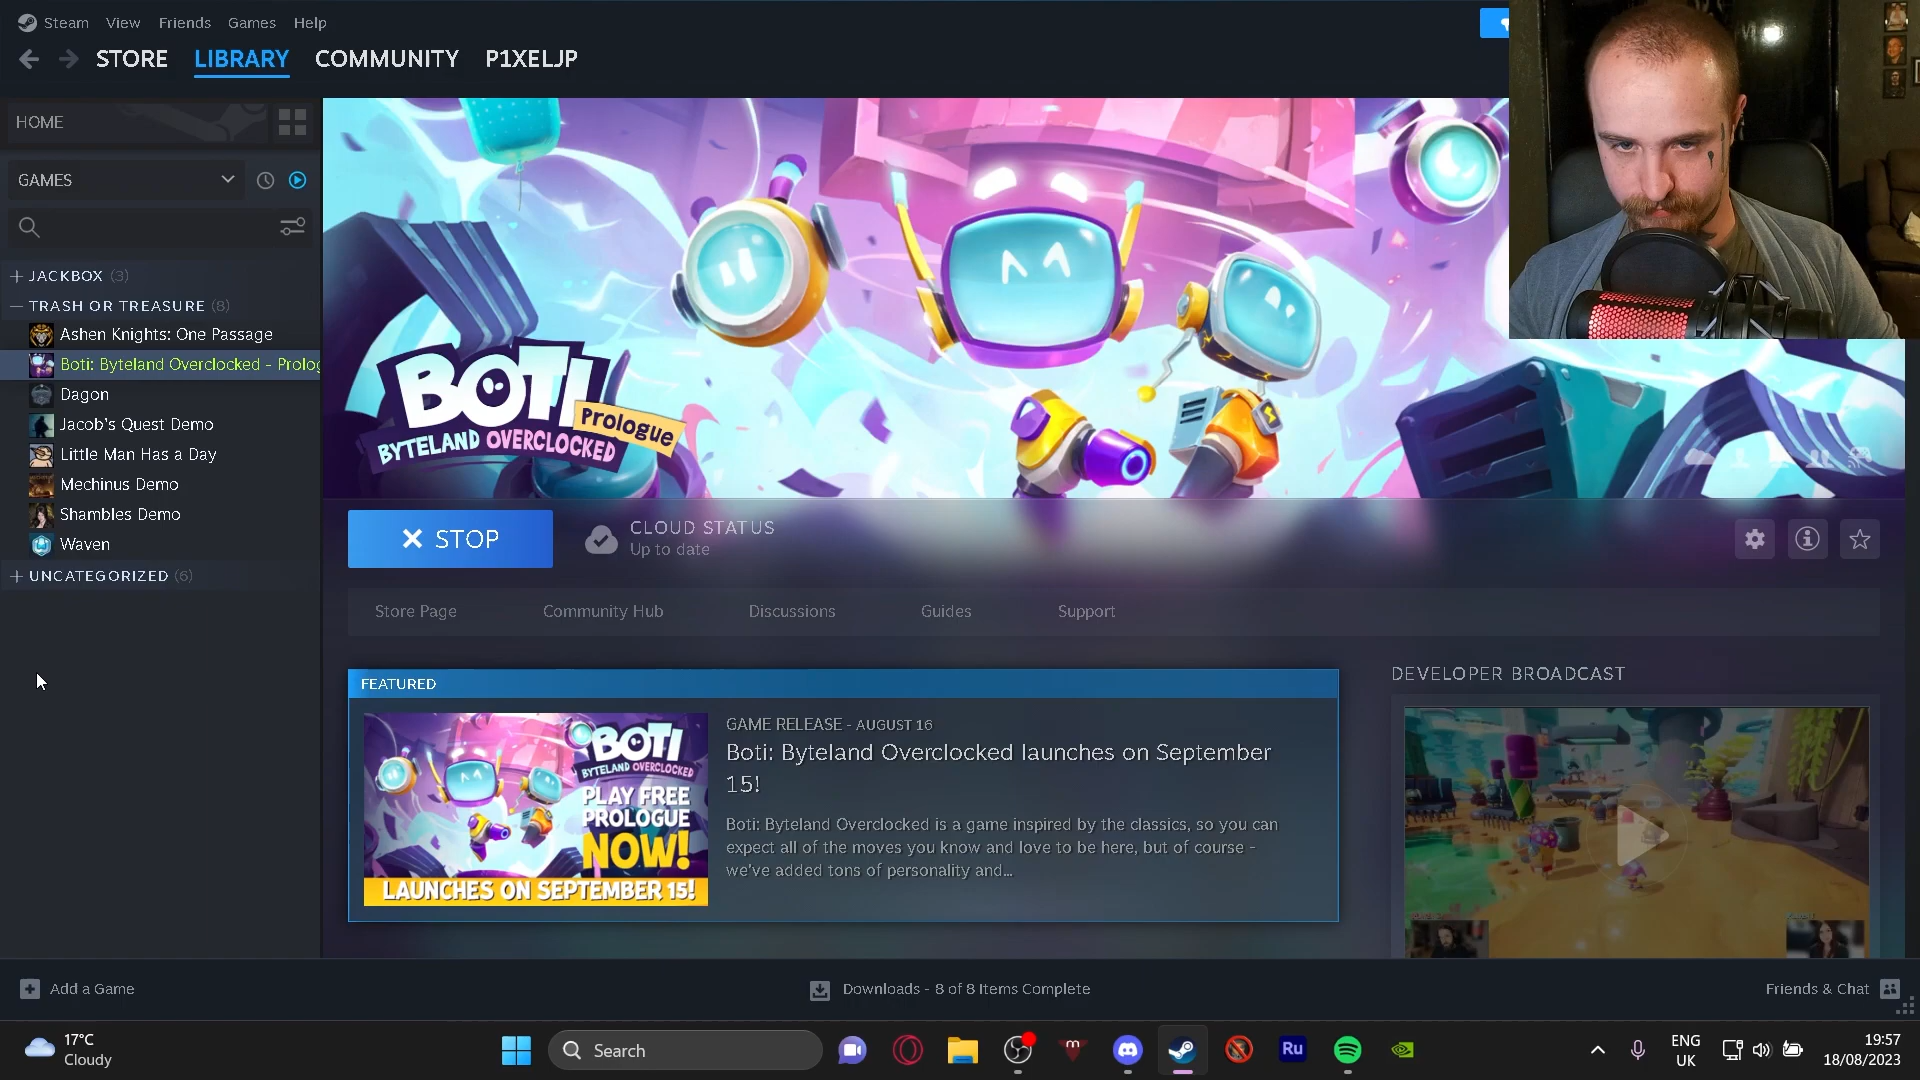 Steam View Friends Games Help
STORE LIBRARY COMMUNITY P1XELJP
HOME
GAMES
JACKBOX (3)
TRASH OR TREASURE (8)
Ashen Knights: One Passage
Boti: Byteland Overclocked - Prolog
Dagon
Jacob's Quest Demo
Little Man Has a Day
Mechinus Demo
Shambles Demo
Waven
UNCATEGORIZED (6)
BOTI
Prologue
BYTELAND OVERCLOCKED
STOP
CLOUD STATUS
Up to date
Store Page Community Hub Discussions Guides Support
FEATURED
BOTI
BYTELAND OVERCLOCKED
PLAY FREE
PROLOGUE
NOW!
LAUNCHES ON SEPTEMBER 15!
GAME RELEASE - AUGUST 16
Boti: Byteland Overclocked launches on September
15!
Boti: Byteland Overclocked is a game inspired by the classics, so you can
expect all of the moves you know and love to be here, but of course -
we've added tons of personality and...
DEVELOPER BROADCAST
Add a Game
Downloads - 8 of 8 Items Complete
Friends & Chat
17°C
Cloudy
Search
Ru
ENG
UK
19:57
18/08/2023